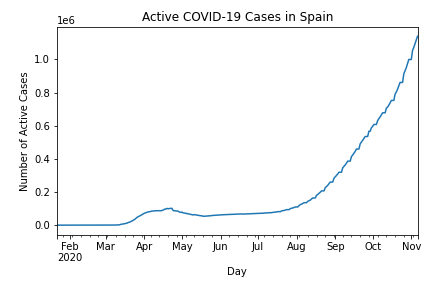 Active COVID-19 Cases in Spain
1e6
Number of Active Cases
1.0
0.8
0.6
0.4
0.2
0.0
Feb Mar Apr May Jun Jul Aug Sep Oct Nov
2020
Day